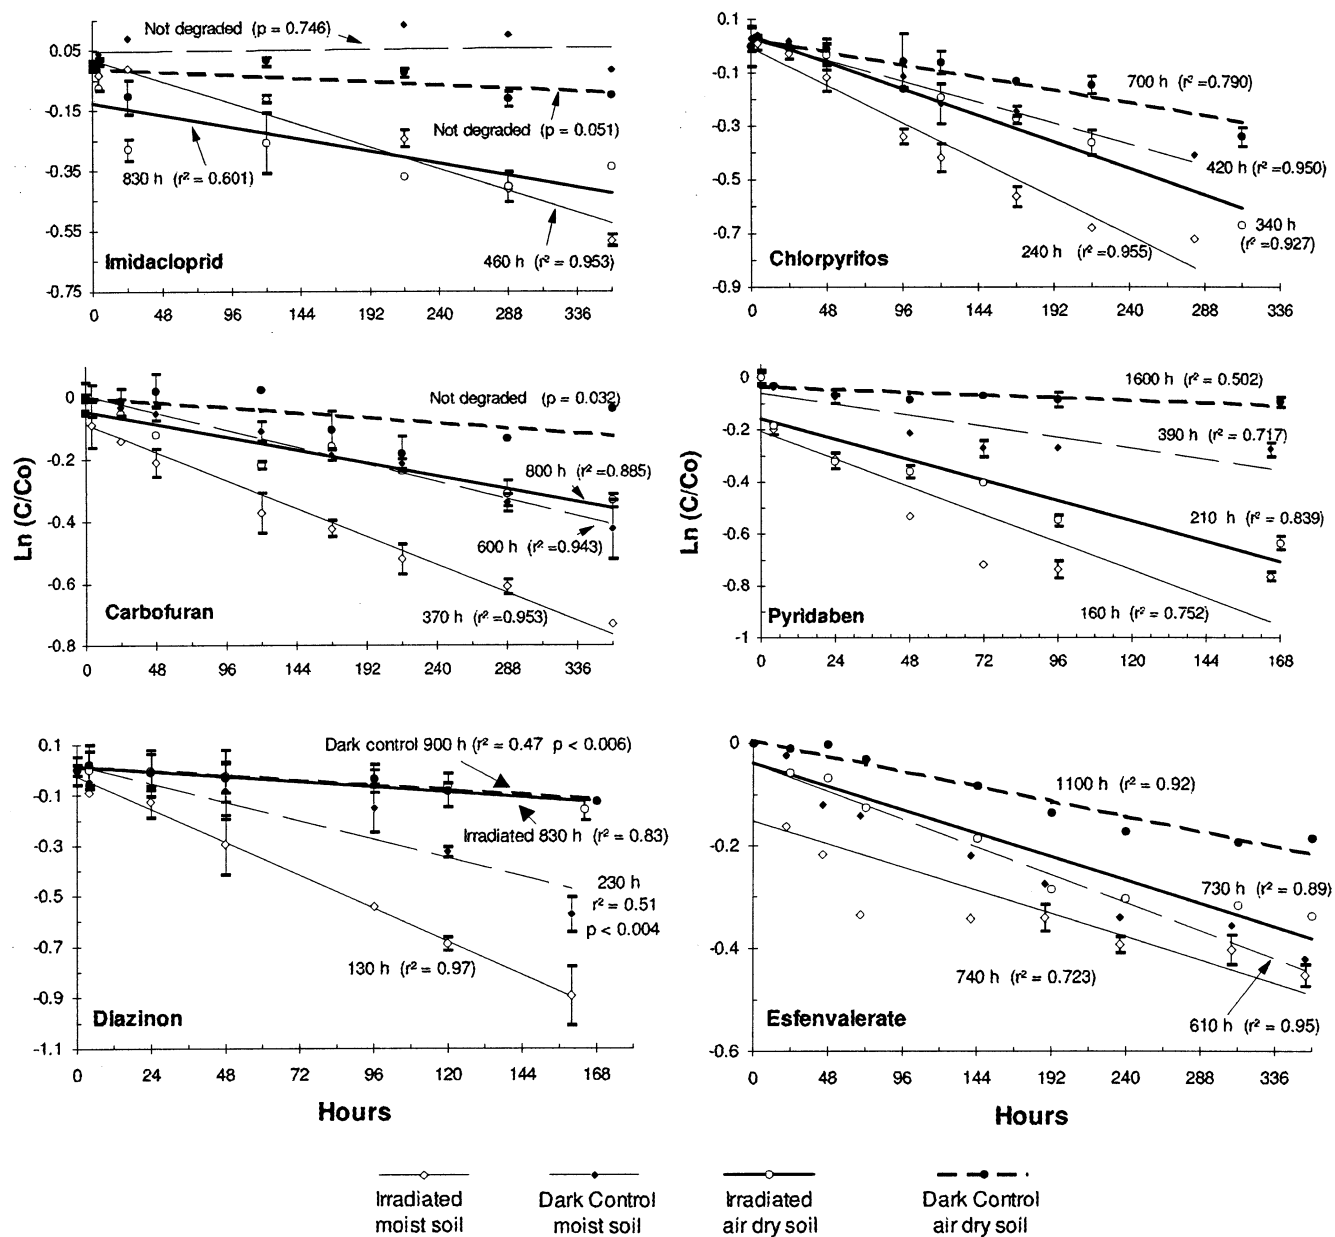 Not degraded (p = 0.746)
0.05
-0.15
-0.35
-0.55
-0.75
Not degraded (p = 0.051)
830 h (r² = 0.601)
460 h (r² = 0.953)
Imidacloprid
0 48 96 144 192 240 288 336
0.1
-0.1
-0.3
-0.5
-0.7
-0.9
700 h (r² = 0.790)
420 h (r² = 0.950)
340 h
(r² = 0.927)
240 h (r² = 0.955)
Chlorpyrifos
0 48 96 144 192 240 288 336
Ln (C/Co)
0
-0.2
-0.4
-0.6
-0.8
Not degraded (p = 0.032)
800 h (r² =0.885)
600 h (r² =0.943)
370 h (r² =0.953)
Carbofuran
0 48 96 144 192 240 288 336
Ln (C/Co)
0
-0.2
-0.4
-0.6
-0.8
-1
1600 h (r² = 0.502)
390 h (r² = 0.717)
210 h (r² = 0.839)
160 h (r² = 0.752)
Pyridaben
0 24 48 72 96 120 144 168
0.1
-0.1
-0.3
-0.5
-0.7
-0.9
-1.1
Dark control 900 h (r² = 0.47 p < 0.006)
Irradiated 830 h (r² = 0.83)
230 h
r² = 0.51
p < 0.004
130 h (r² = 0.97)
Diazinon
0 24 48 72 96 120 144 168
Hours
0
-0.2
-0.4
-0.6
1100 h (r² = 0.92)
730 h (r² = 0.89)
740 h (r² = 0.723)
610 h (r² = 0.95)
Esfenvalerate
0 48 96 144 192 240 288 336
Hours
Irradiated
moist soil
Dark Control
moist soil
Irradiated
air dry soil
Dark Control
air dry soil